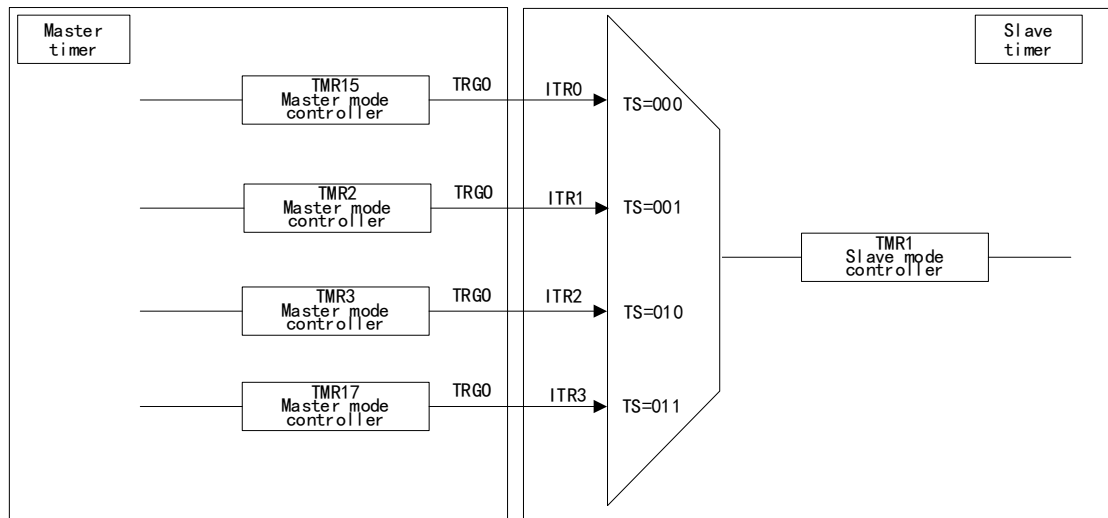 Master
timer
Slave
timer
TMR15
Master mode
controller
TRGO
ITR0
TS=000
TMR2
Master mode
controller
TRGO
ITR1
TS=001
TMR1
Slave mode
controller
TMR3
Master mode
controller
TRGO
ITR2
TS=010
TMR17
Master mode
controller
TRGO
ITR3
TS=011